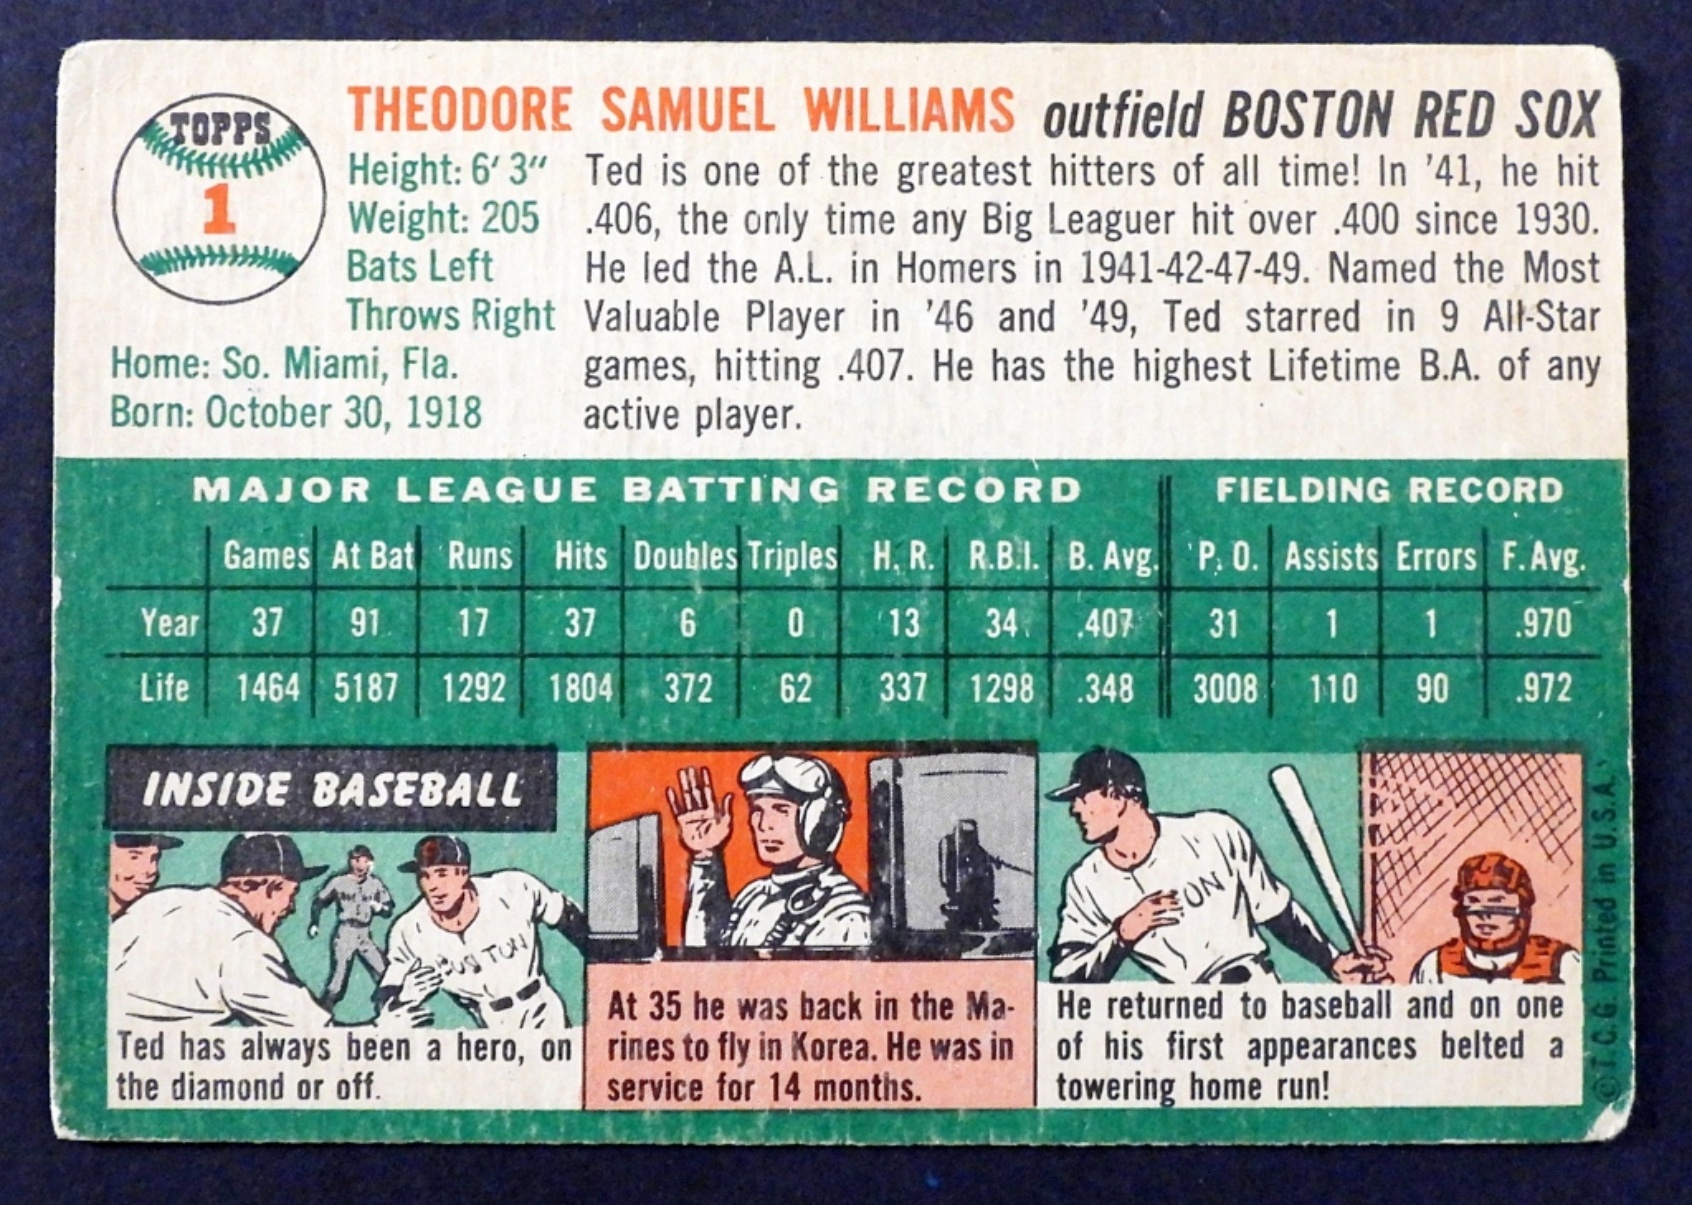 TOPPS
1
THEODORE SAMUEL WILLIAMS outfield BOSTON RED SOX
Height: 6' 3"
Weight: 205
Bats Left
Throws Right
Home: So. Miami, Fla.
Born: October 30, 1918
Ted is one of the greatest hitters of all time! In '41, he hit
.406, the only time any Big Leaguer hit over .400 since 1930.
He led the A.L. in Homers in 1941-42-47-49. Named the Most
Valuable Player in '46 and '49, Ted starred in 9 All-Star
games, hitting .407. He has the highest Lifetime B.A. of any
active player.
MAJOR LEAGUE BATTING RECORD FIELDING RECORD
Games At Bat Runs Hits Doubles Triples H. R. R.B.I. B. Avg. P. O. Assists Errors F. Avg.
Year 37 91 17 37 6 0 13 34 .407 31 1 1 .970
Life 1464 5187 1292 1804 372 62 337 1298 .348 3008 110 90 .972
INSIDE BASEBALL
BOSTON
Ted has always been a hero, on
the diamond or off.
At 35 he was back in the Ma-
rines to fly in Korea. He was in
service for 14 months.
TON
He returned to baseball and on one
of his first appearances belted a
towering home run!
© T.C.G. Printed in U.S.A.